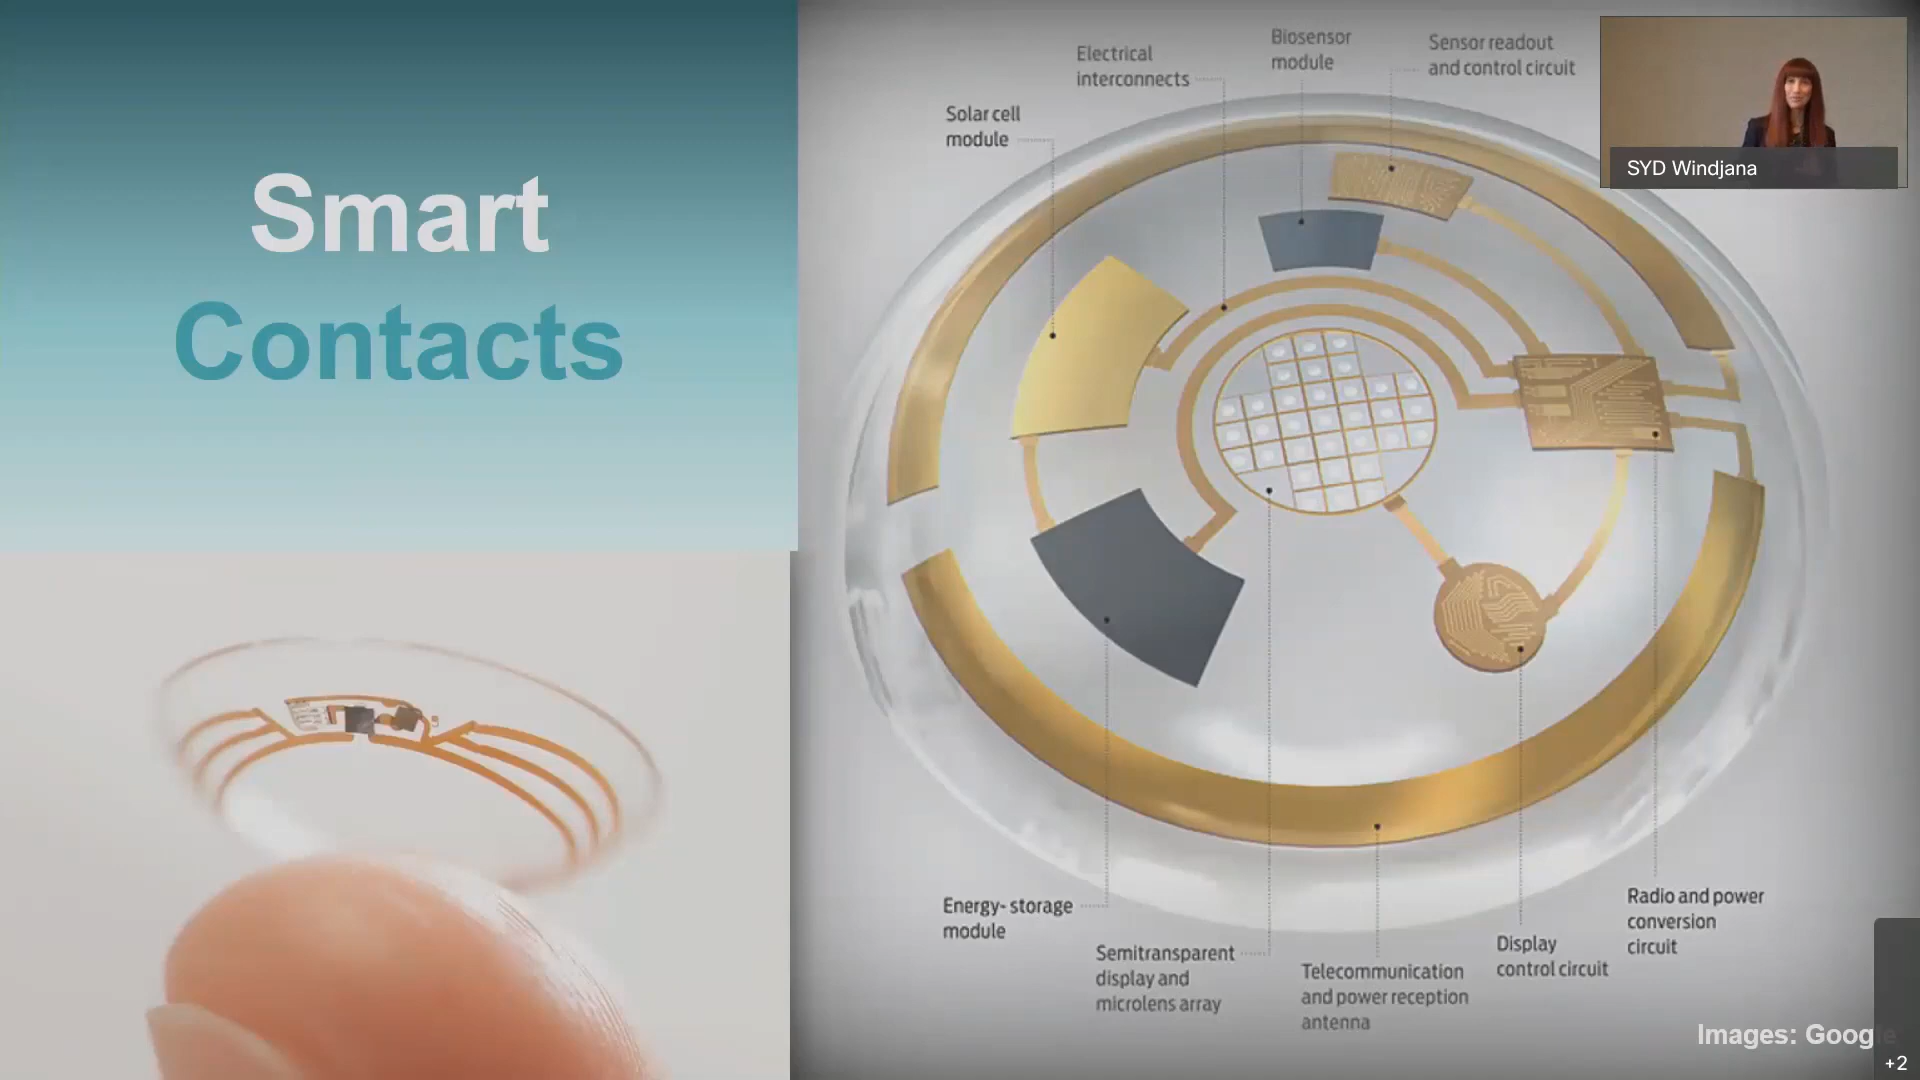 Smart
Contacts
Electrical
interconnects
Biosensor
module
Sensor readout
and control circuit
Solar cell
module
SYD Windjana
Energy- storage
module
Semitransparent
display and
microlens array
Telecommunication
and power reception
antenna
Display
control circuit
Radio and power
conversion
circuit
Images: Google
+2